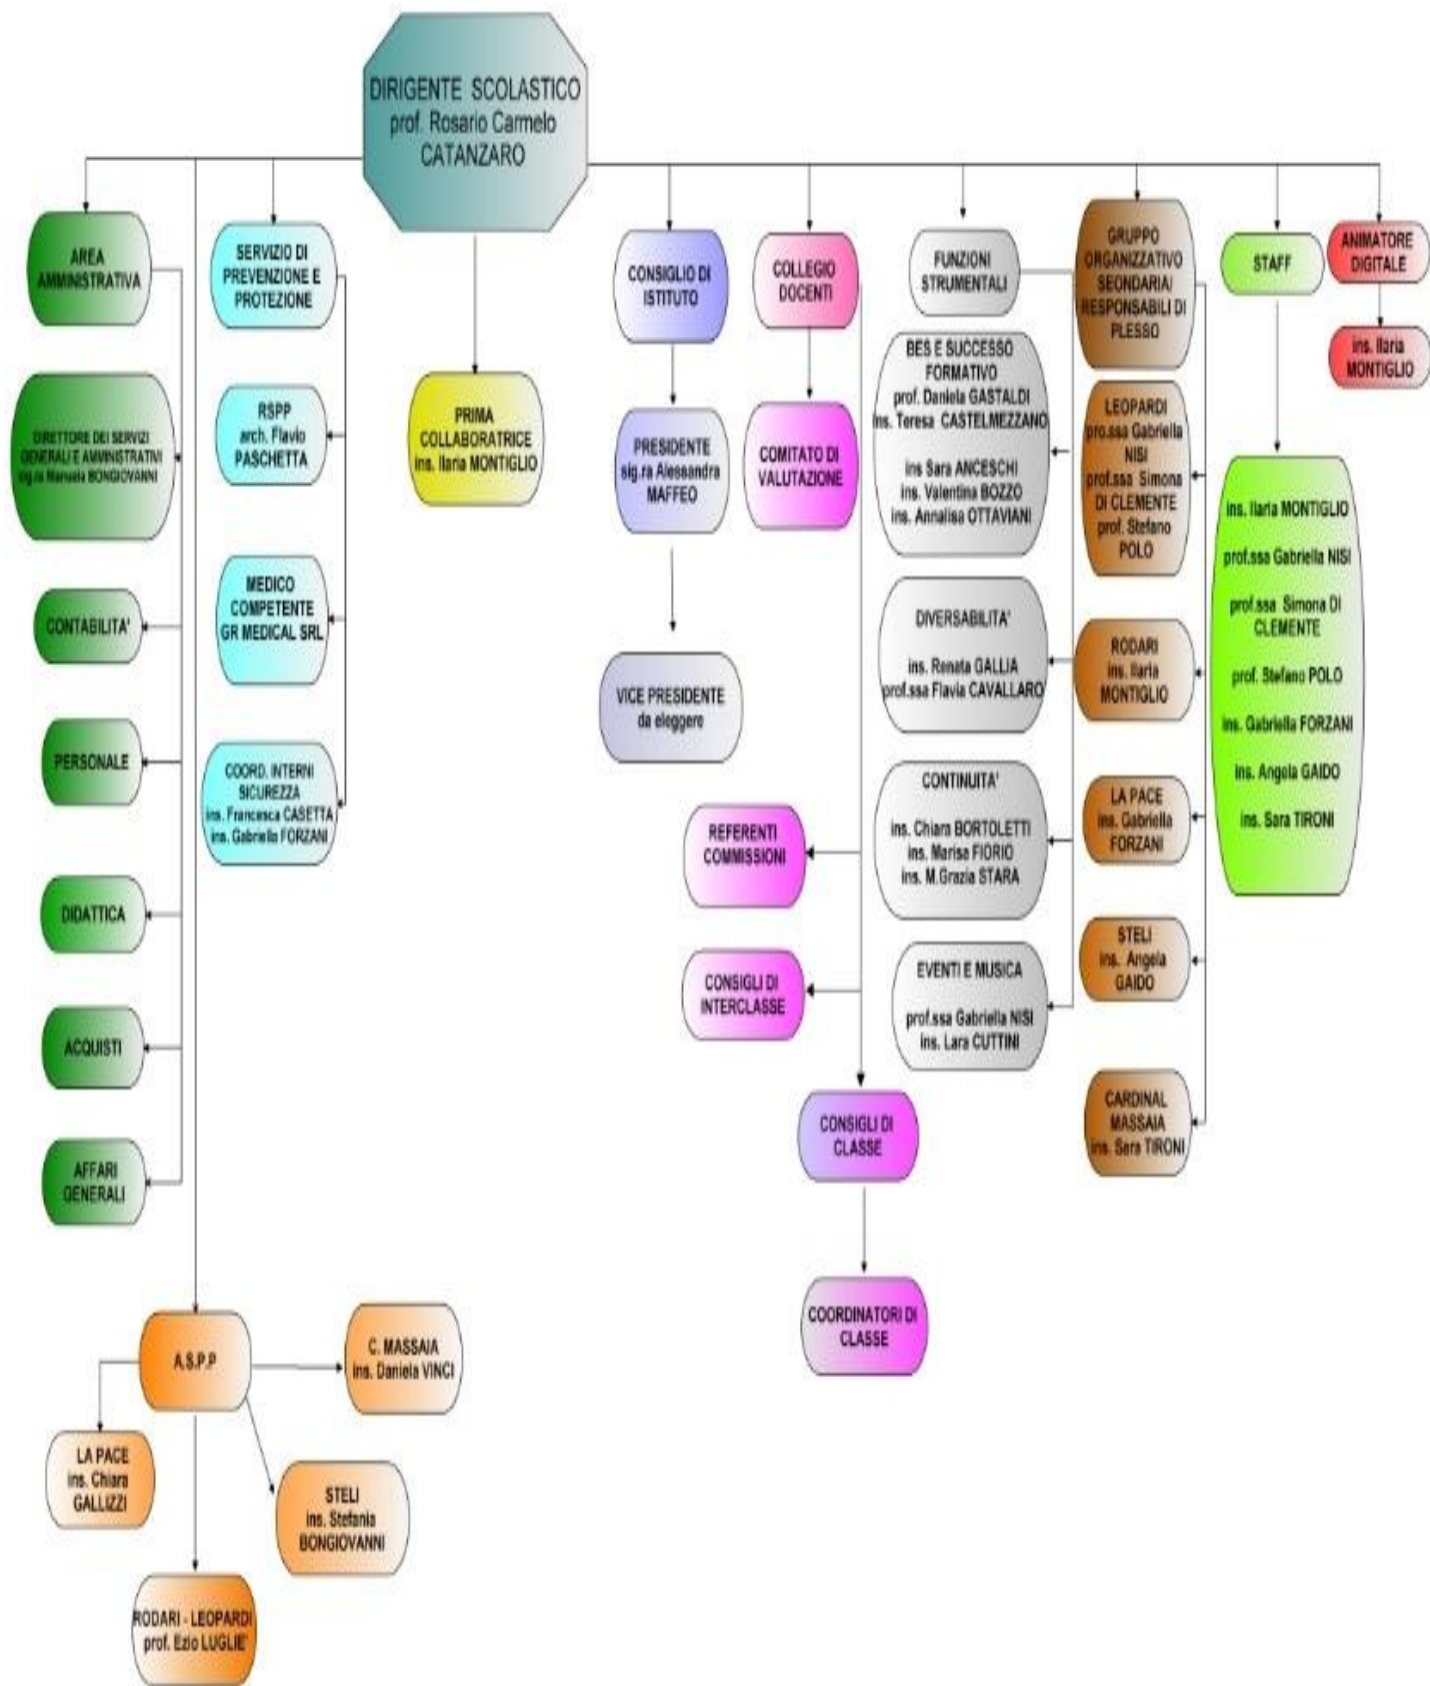 DIRIGENTE SCOLASTICO
prof. Rosario Carmelo
CATANZARO
AREA
AMMINISTRATIVA
DIRETTORE DEI SERVIZI
GENERALI E AMMINISTRATIVI
sig.ra Manuela BONGIOVANNI
CONTABILITA'
PERSONALE
DIDATTICA
ACQUISTI
AFFARI
GENERALI
SERVIZIO DI
PREVENZIONE E
PROTEZIONE
RSPP
arch. Flavio
PASCHETTA
MEDICO
COMPETENTE
GR MEDICAL SRL
COORD. INTERNI
SICUREZZA
ins. Francesca CASETTA
ins. Gabriella FORZANI
PRIMA
COLLABORATRICE
ins. Ilaria MONTIGLIO
CONSIGLIO DI
ISTITUTO
PRESIDENTE
sig.ra Alessandra
MAFFEO
VICE PRESIDENTE
da eleggere
COLLEGIO
DOCENTI
COMITATO DI
VALUTAZIONE
REFERENTI
COMMISSIONI
CONSIGLI DI
INTERCLASSE
CONSIGLI DI
CLASSE
COORDINATORI DI
CLASSE
FUNZIONI
STRUMENTALI
BES E SUCCESSO
FORMATIVO
prof. Daniela GASTALDI
ins. Teresa CASTELMEZZANO
ins Sara ANCESCHI
ins. Valentina BOZZO
ins. Annalisa OTTAVIANI
DIVERSABILITA'
ins. Renata GALLIA
prof.ssa Flavia CAVALLARO
CONTINUITA'
ins. Chiara BORTOLETTI
ins. Marisa FIORIO
ins. M.Grazia STARA
EVENTI E MUSICA
prof.ssa Gabriella NISI
ins. Lara CUTTINI
GRUPPO
ORGANIZZATIVO
SEONDARIA/
RESPONSABILI DI
PLESSO
LEOPARDI
pro.ssa Gabriella
NISI
prof.ssa Simona
DI CLEMENTE
prof. Stefano
POLO
RODARI
ins. Ilaria
MONTIGLIO
LA PACE
ins. Gabriella
FORZANI
STELI
ins. Angela
GAIDO
CARDINAL
MASSAIA
ins. Sara TIRONI
STAFF
ins. Ilaria MONTIGLIO
prof.ssa Gabriella NISI
prof.ssa Simona DI
CLEMENTE
prof. Stefano POLO
ins. Gabriella FORZANI
ins. Angela GAIDO
ins. Sara TIRONI
ANIMATORE
DIGITALE
ins. Ilaria
MONTIGLIO
A.S.P.P
C. MASSAIA
ins. Daniela VINCI
LA PACE
ins. Chiara
GALLIZZI
STELI
ins. Stefania
BONGIOVANNI
RODARI - LEOPARDI
prof. Ezio LUGLIE'